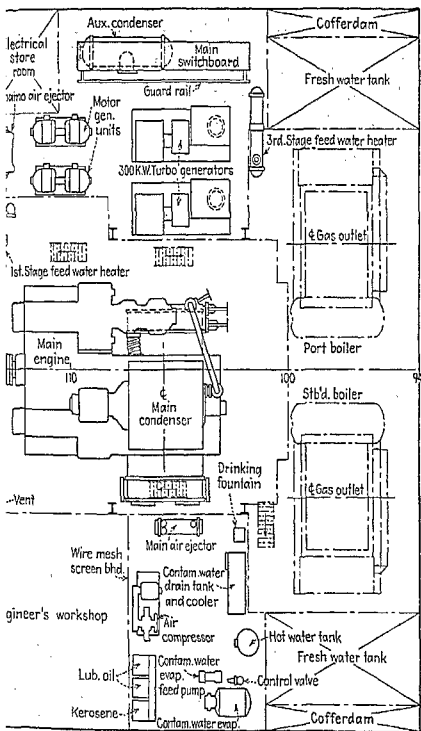 Aux. condenser
Cofferdam
lectrical
store
room
Main
switchboard
Fresh water tank
Guard rail
air ejector
Motor
gen.
units
3rd. Stage feed water heater
300 K.W. Turbo generators
℄ Gas outlet
1st. Stage feed water heater
Port boiler
Main
engine
110
100
9
Stb'd. boiler
℄
Main
condenser
Drinking
fountain
℄ Gas outlet
Vent
Main air ejector
Wire mesh
screen bhd.
Contam. water
drain tank
and cooler
gineer's workshop
Air
compressor
Hot water tank
Fresh water tank
Contam. water
evap.
feed pump
Lub. oil
Control valve
Kerosene
Contam. water evap.
Cofferdam